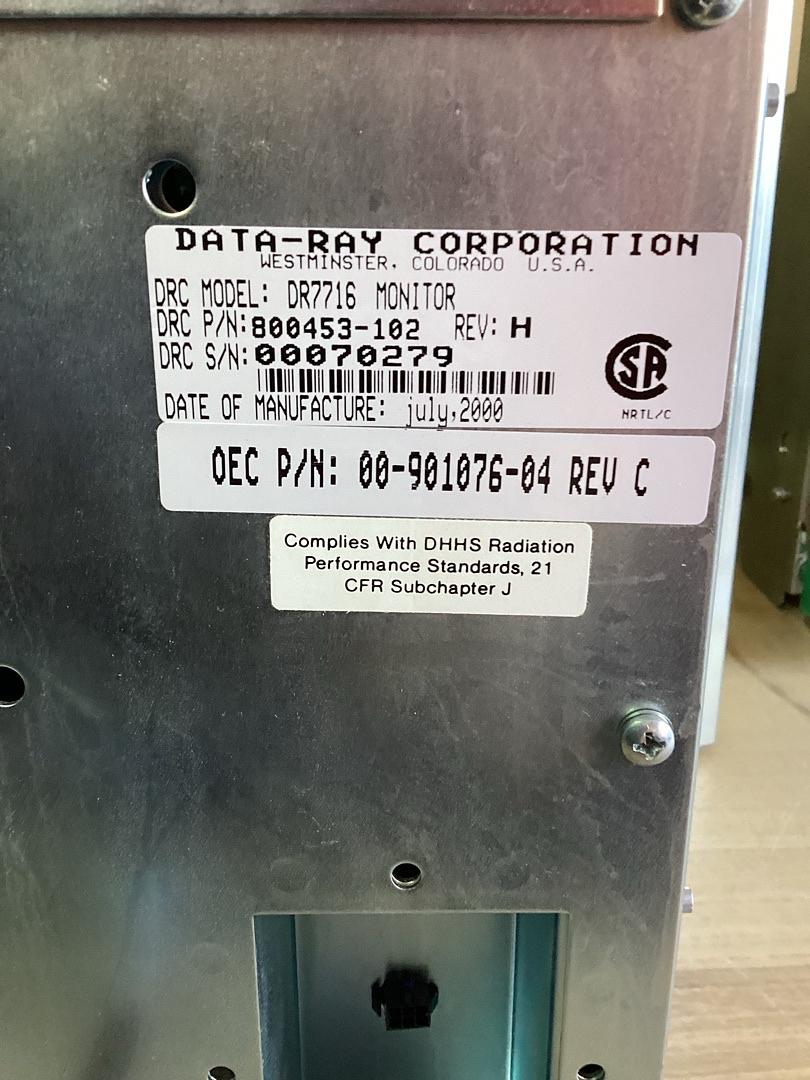 DATA-RAY CORPORATION
WESTMINSTER, COLORADO U.S.A.
DRC MODEL: DR7716 MONITOR
DRC P/N: 800453-102 REV: H
DRC S/N: 00070279
DATE OF MANUFACTURE: july,2000
SA
NRTL/C
OEC P/N: 00-901076-04 REV C
Complies With DHHS Radiation
Performance Standards, 21
CFR Subchapter J